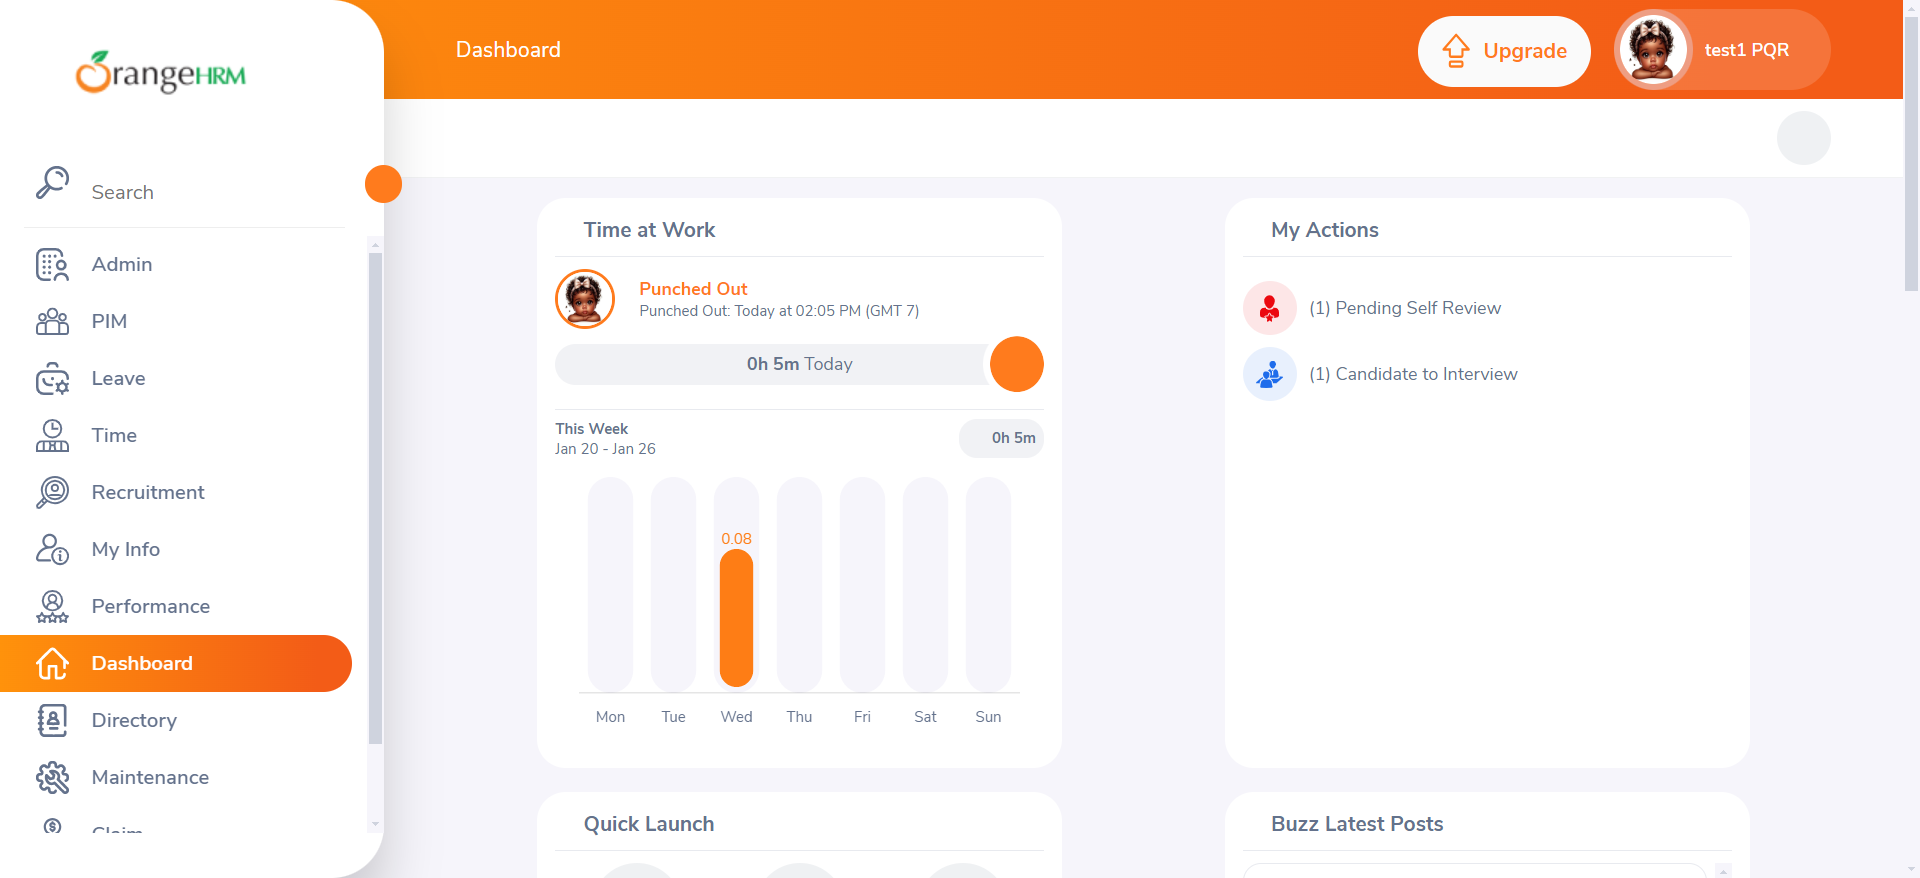 OrangeHRM
Search
Admin
PIM
Leave
Time
Recruitment
My Info
Performance
Dashboard
Directory
Maintenance
Claim
Dashboard
Upgrade
test1 PQR
Time at Work
Punched Out
Punched Out: Today at 02:05 PM (GMT 7)
0h 5m Today
This Week
Jan 20 - Jan 26
0h 5m
0.08
Mon Tue Wed Thu Fri Sat Sun
My Actions
(1) Pending Self Review
(1) Candidate to Interview
Quick Launch
Buzz Latest Posts